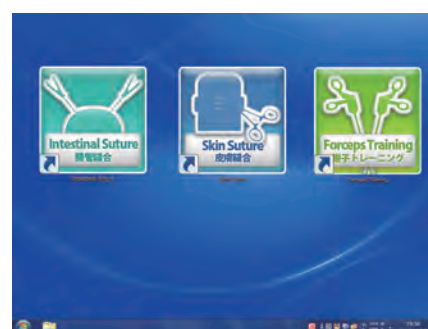 Intestinal Suture
腸管縫合
Skin Suture
皮膚縫合
Forceps Training
鉗子トレーニング